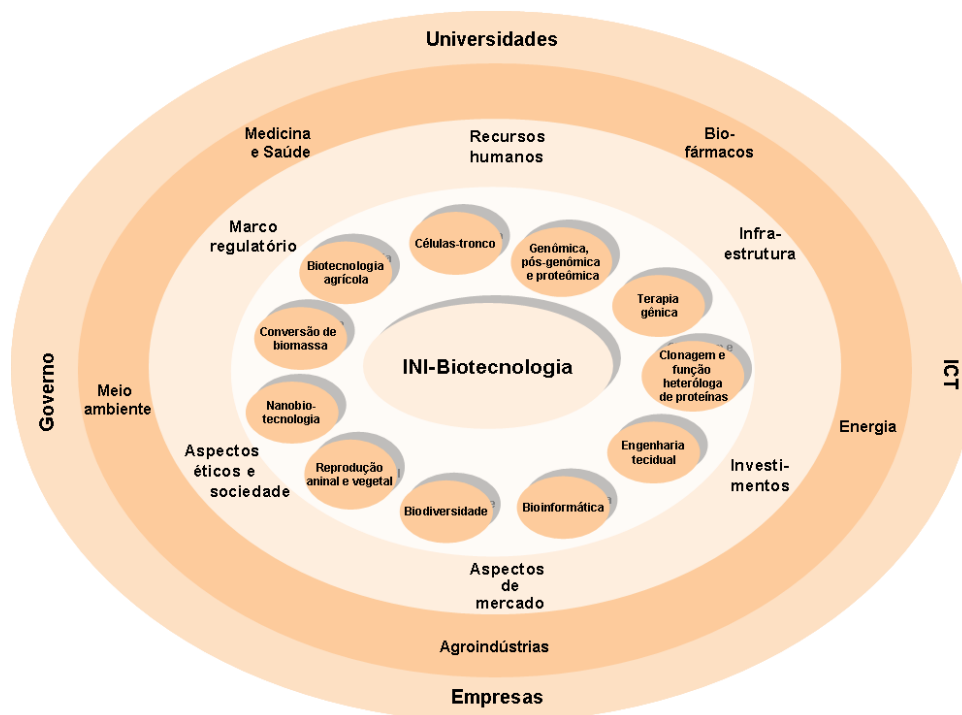 Universidades
Medicina
e Saúde
Recursos
humanos
Bio-
fármacos
Marco
regulatório
Infra-
estrutura
Células-tronco
Genômica,
pós-genômica
e proteômica
Biotecnologia
agrícola
Terapia
gênica
Conversão de
biomassa
INI-Biotecnologia
Clonagem e
função
heteróloga
de proteínas
Governo
ICT
Meio
ambiente
Nanobio-
tecnologia
Energia
Engenharia
tecidual
Aspectos
éticos e
sociedade
Reprodução
aninal e vegetal
Investi-
mentos
Biodiversidade
Bioinformática
Aspectos
de
mercado
Agroindústrias
Empresas